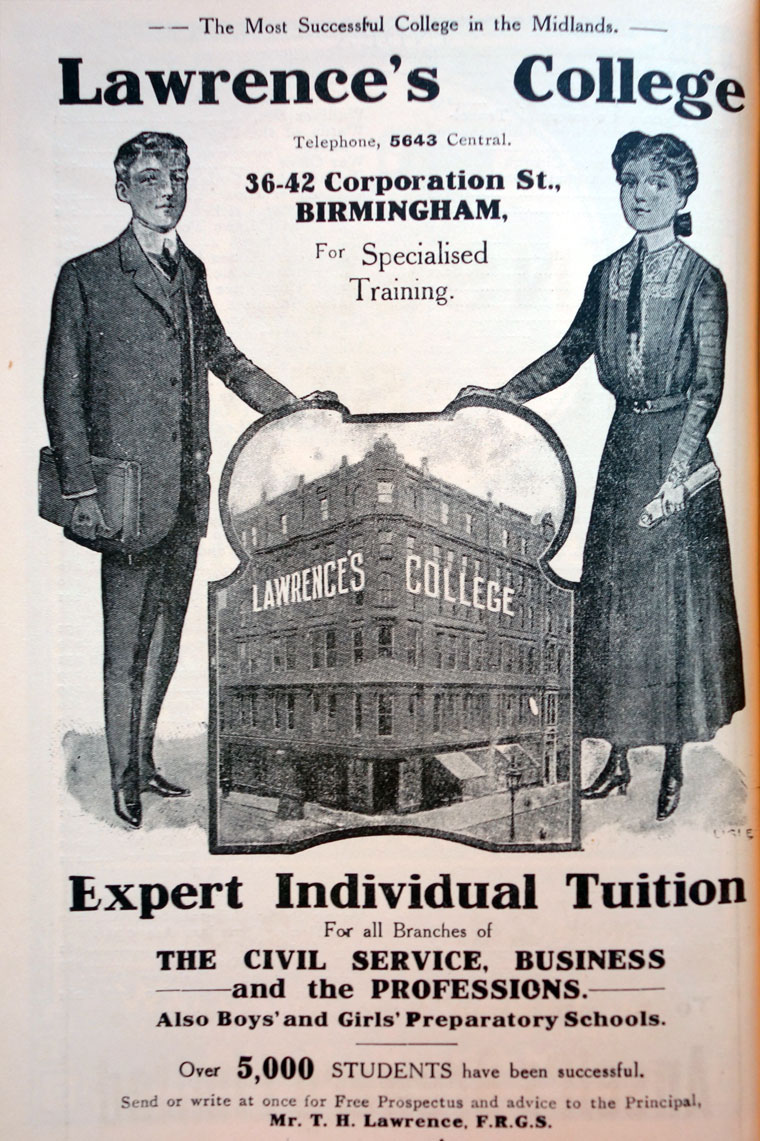 The Most Successful College in the Midlands.
Lawrence's College
Telephone, 5643 Central.
36-42 Corporation St.,
BIRMINGHAM,
For Specialised
Training.
LAWRENCE'S COLLEGE
Expert Individual Tuition
For all Branches of
THE CIVIL SERVICE, BUSINESS
and the PROFESSIONS.
Also Boys' and Girls' Preparatory Schools.
Over 5,000 STUDENTS have been successful.
Send or write at once for Free Prospectus and advice to the Principal,
Mr. T. H. Lawrence, F.R.G.S.